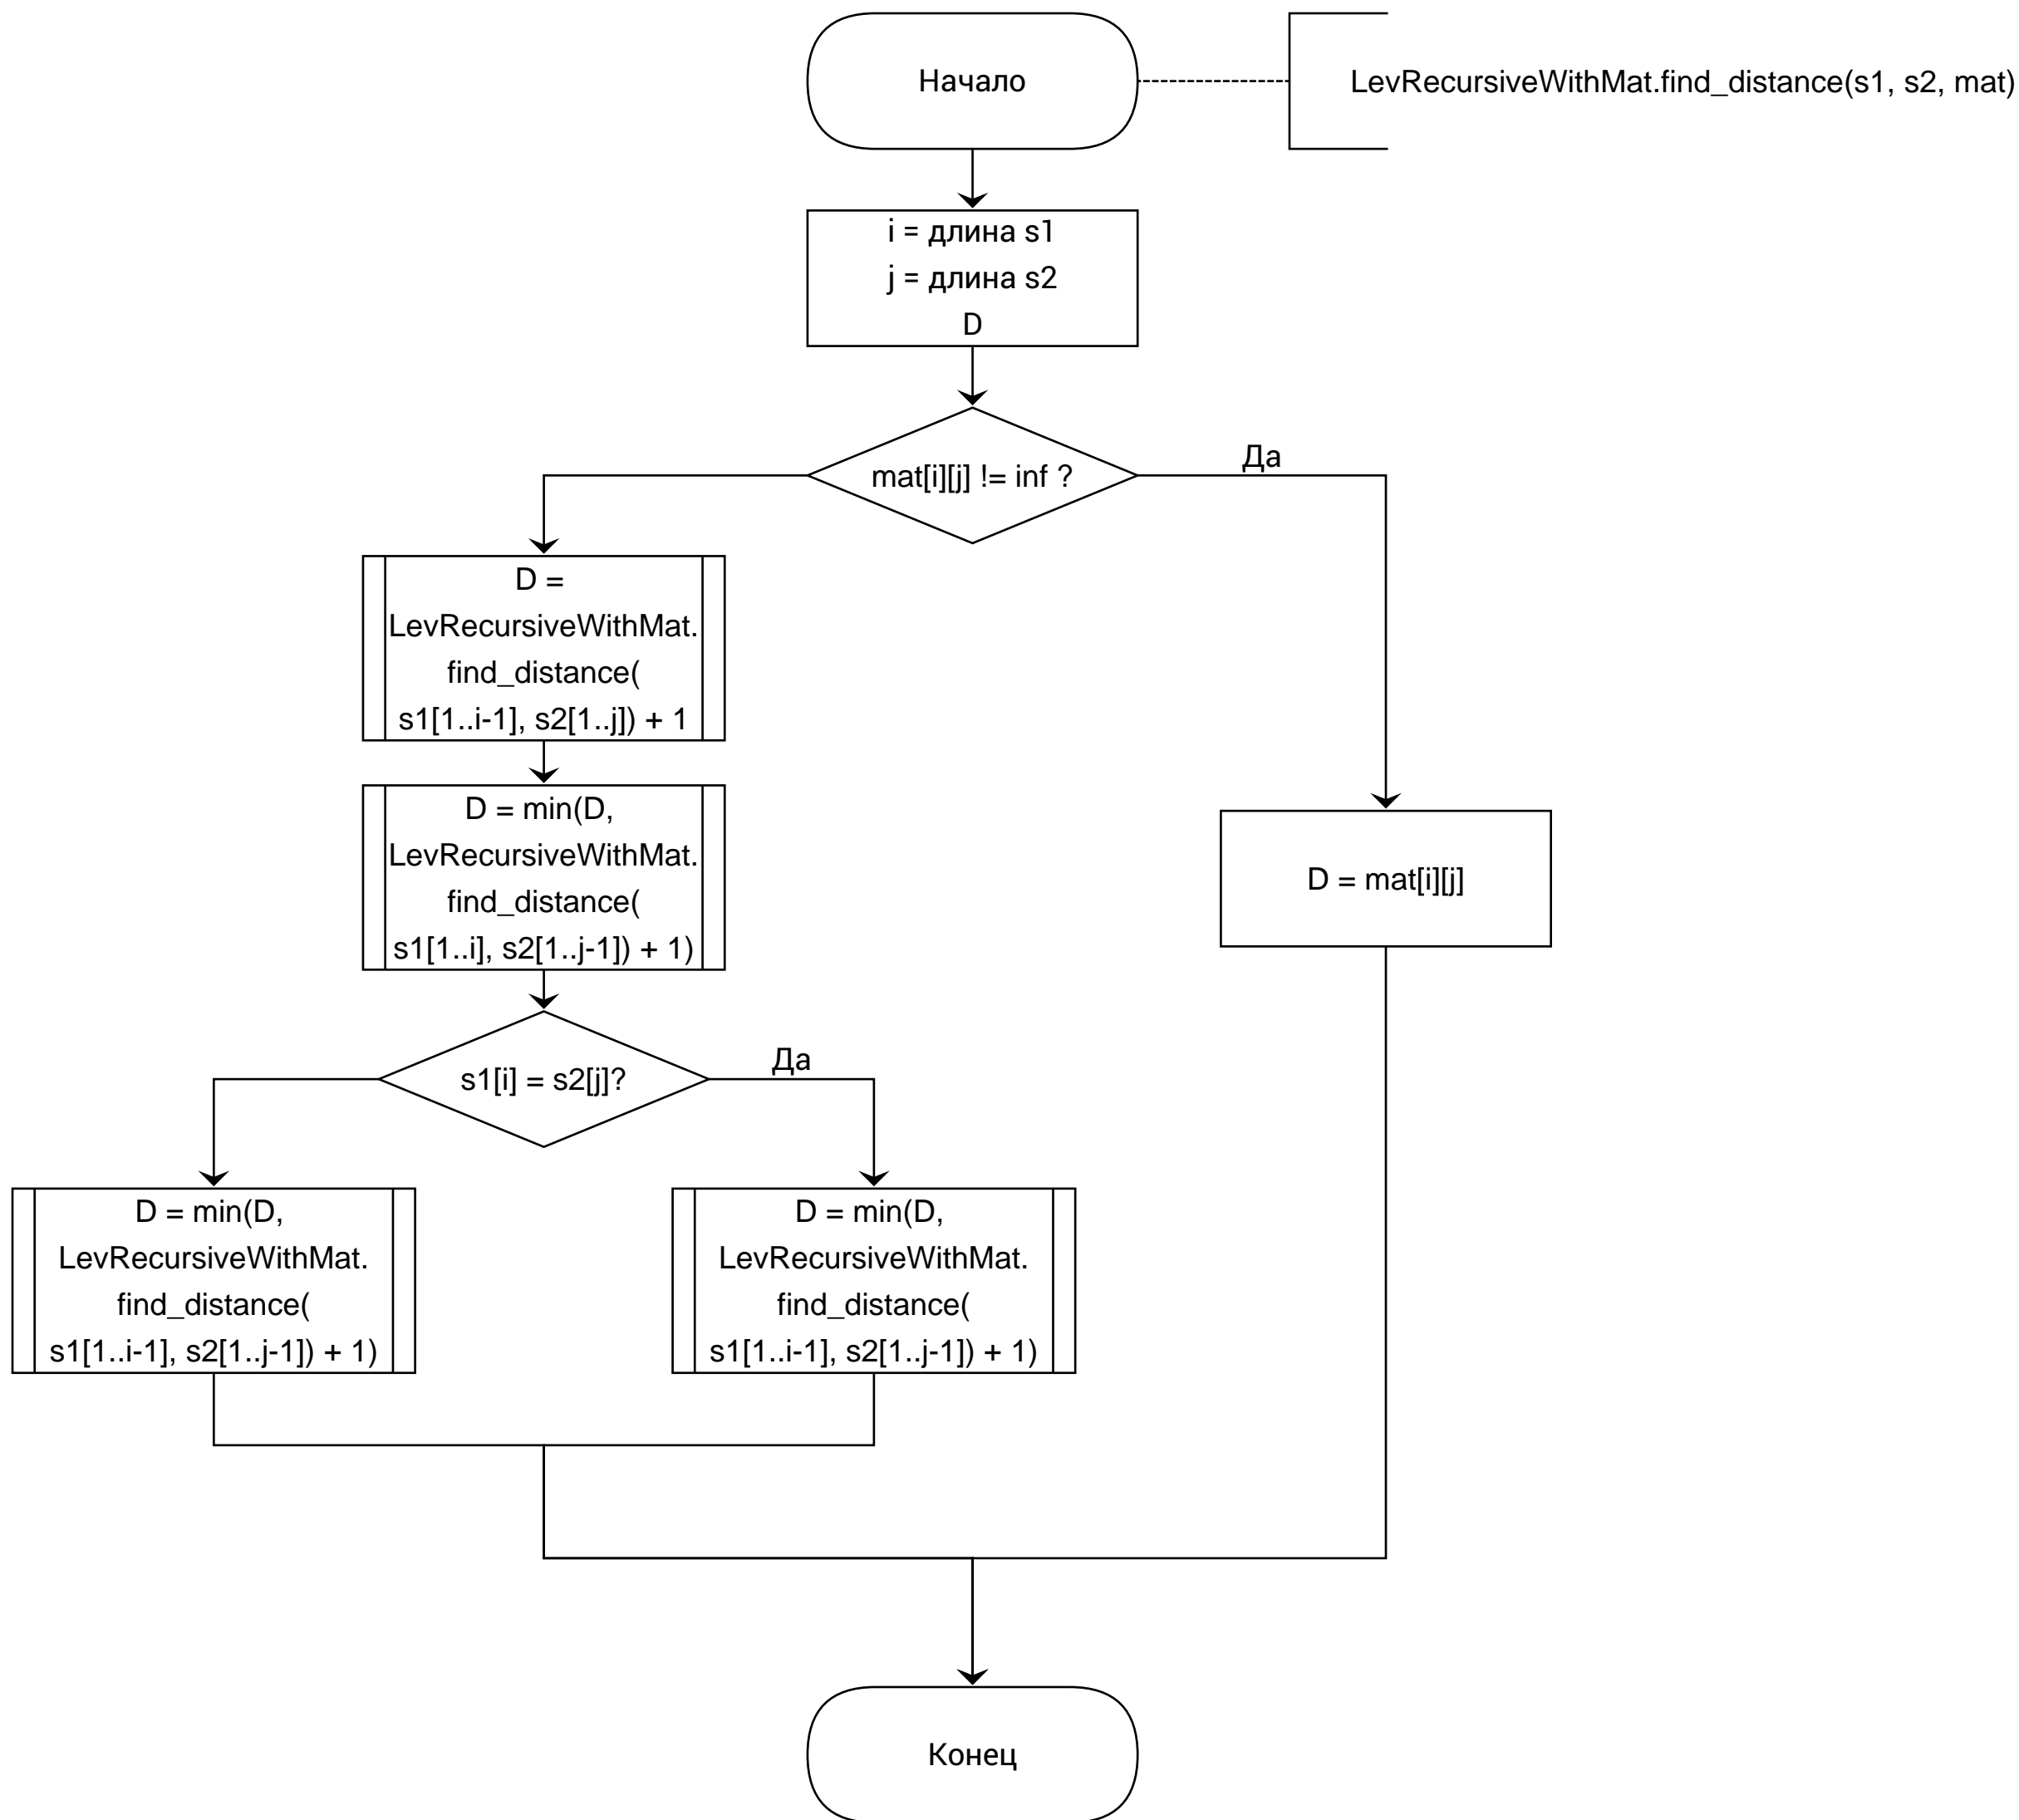 Начало
LevRecursiveWithMat.find_distance(s1, s2, mat)
i = длина s1
j = длина s2
D
mat[i][j] != inf ?
Да
D =
LevRecursiveWithMat.
find_distance(
s1[1..i-1], s2[1..j]) + 1
D = min(D,
LevRecursiveWithMat.
find_distance(
s1[1..i], s2[1..j-1]) + 1)
D = mat[i][j]
s1[i] = s2[j]?
Да
D = min(D,
LevRecursiveWithMat.
find_distance(
s1[1..i-1], s2[1..j-1]) + 1)
D = min(D,
LevRecursiveWithMat.
find_distance(
s1[1..i-1], s2[1..j-1]) + 1)
Конец